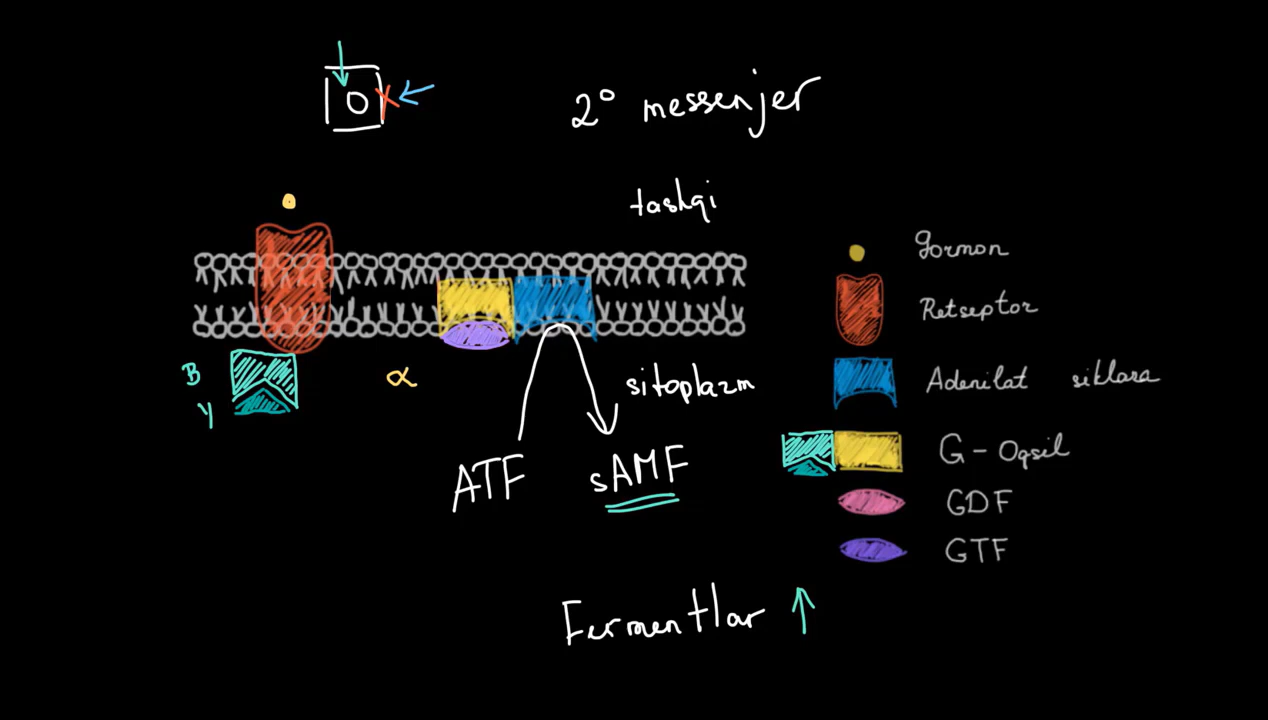 2° messenjer
tashqi
gormon
Retseptor
B
α
sitoplazm
Adenilat siklaza
γ
ATF
sAMF
G - Oqsil
GDF
GTF
Fermentlar ↑